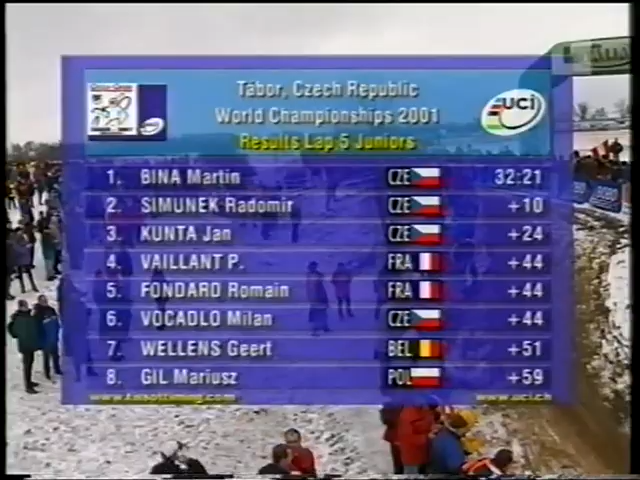 Tábor, Czech Republic
UCI
World Championships 2001
Results Lap 5 Juniors
1. BINA Martin CZE 32:21
2. SIMUNEK Radomir CZE +10
3. KUNTA Jan CZE +24
4. VAILLANT P. FRA +44
5. FONDARD Romain FRA +44
6. VOCADLO Milan CZE +44
7. WELLENS Geert BEL +51
8. GIL Mariusz POL +59
www.uci.ch